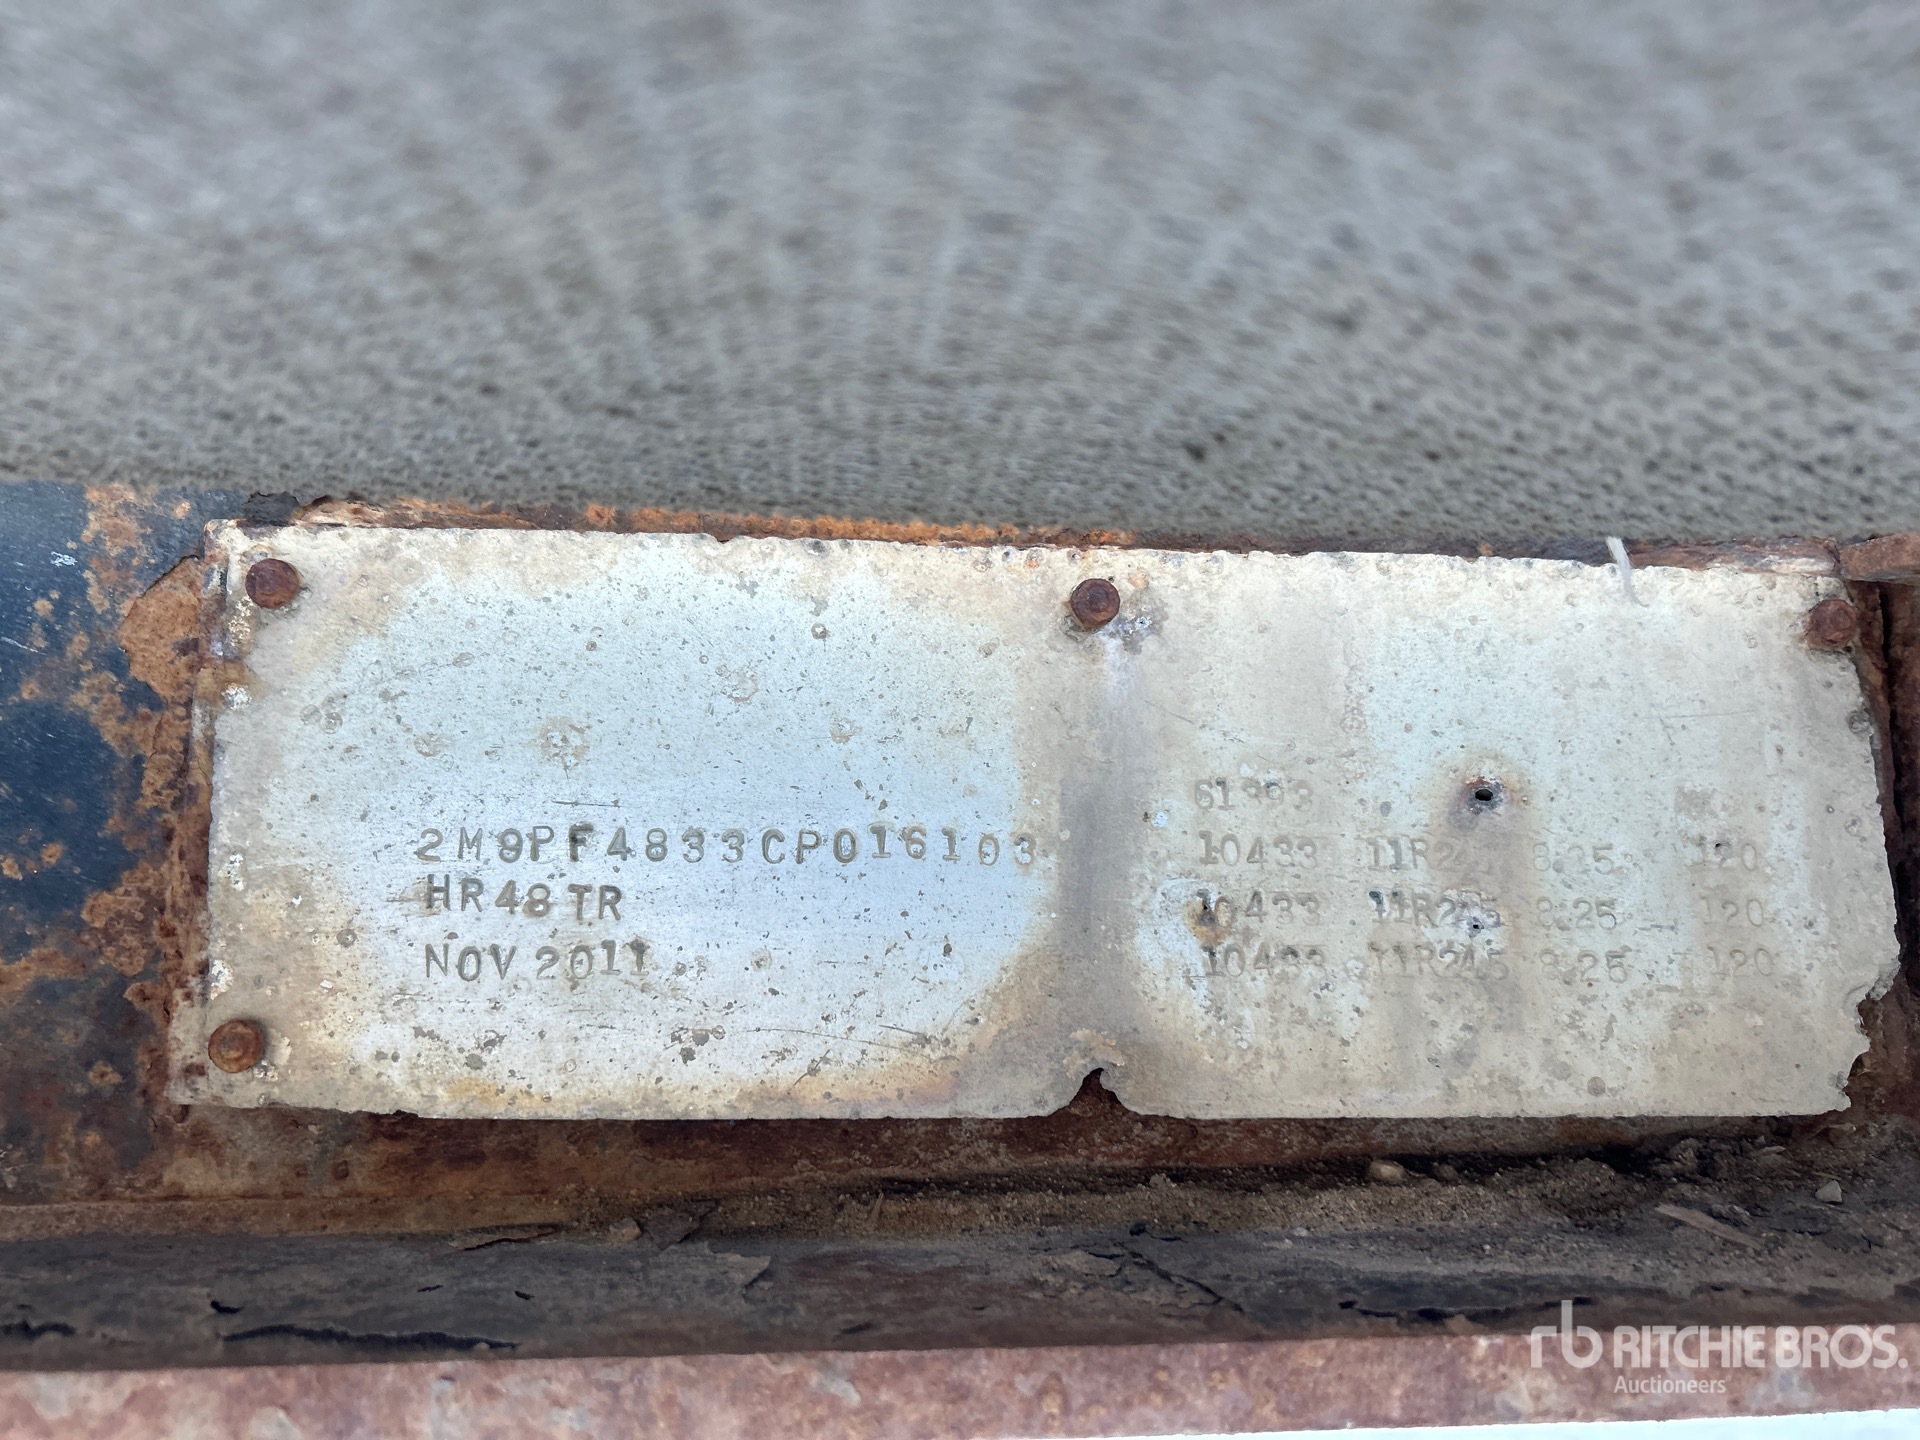 2M9PF4833CP016103
HR48TR
NOV 2011
61393
10433 11R24.5 8.25 120
10433 11R24.5 8.25 120
10433 11R24.5 8.25 120
rb RITCHIE BROS.
Auctioneers